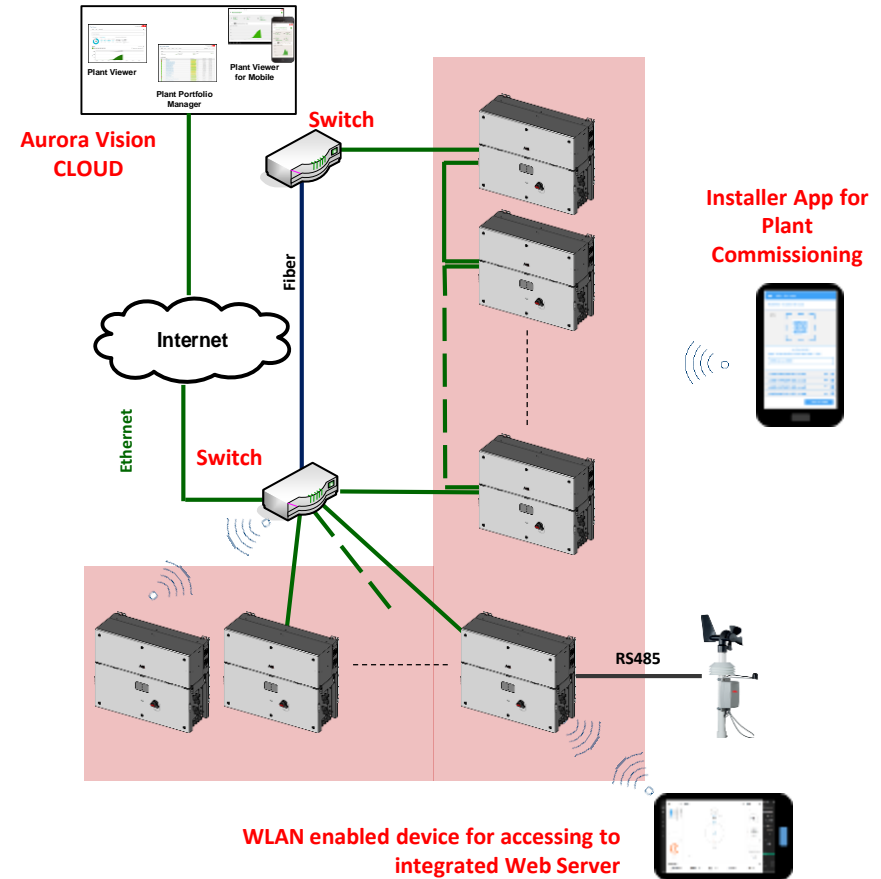 Plant Viewer
Plant Portfolio
Manager
Plant Viewer
for Mobile
Aurora Vision
CLOUD
Switch
Installer App for
Plant
Commissioning
Fiber
Internet
Ethernet
Switch
RS485
WLAN enabled device for accessing to
integrated Web Server